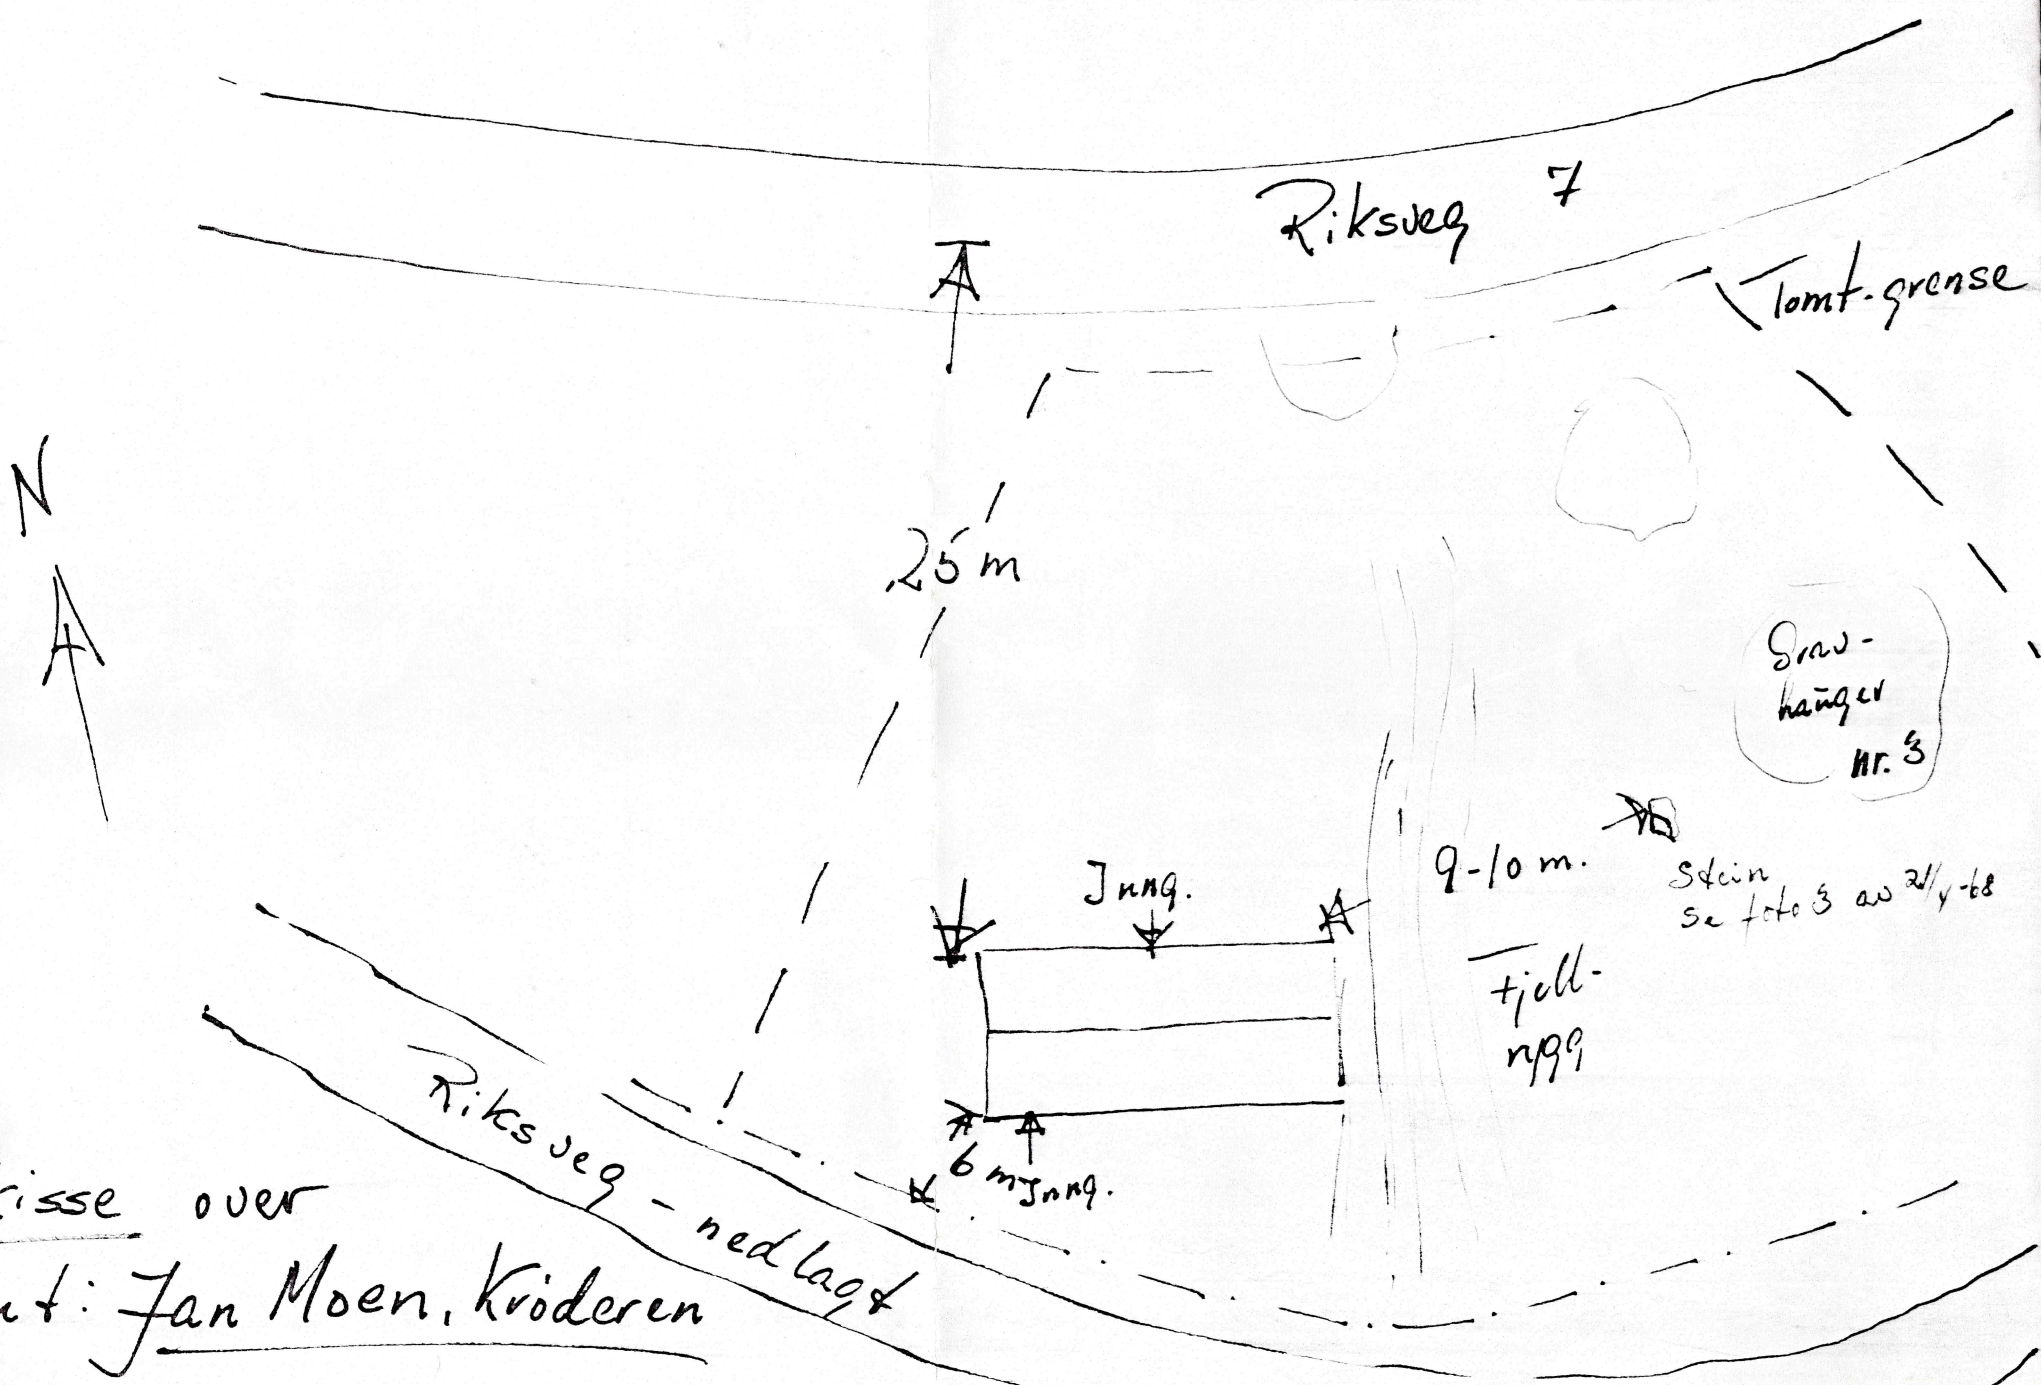 Riksveg 7
Tomt-grense
N
25 m
Grav-
hauger
nr. 3
9-10 m.
Stein
se foto 3 av 21/4-68
Inng.
Fjell-
rygg
6 m
Inng.
Riksveg - nedlagt
risse over
t: Jan Moen, Krøderen